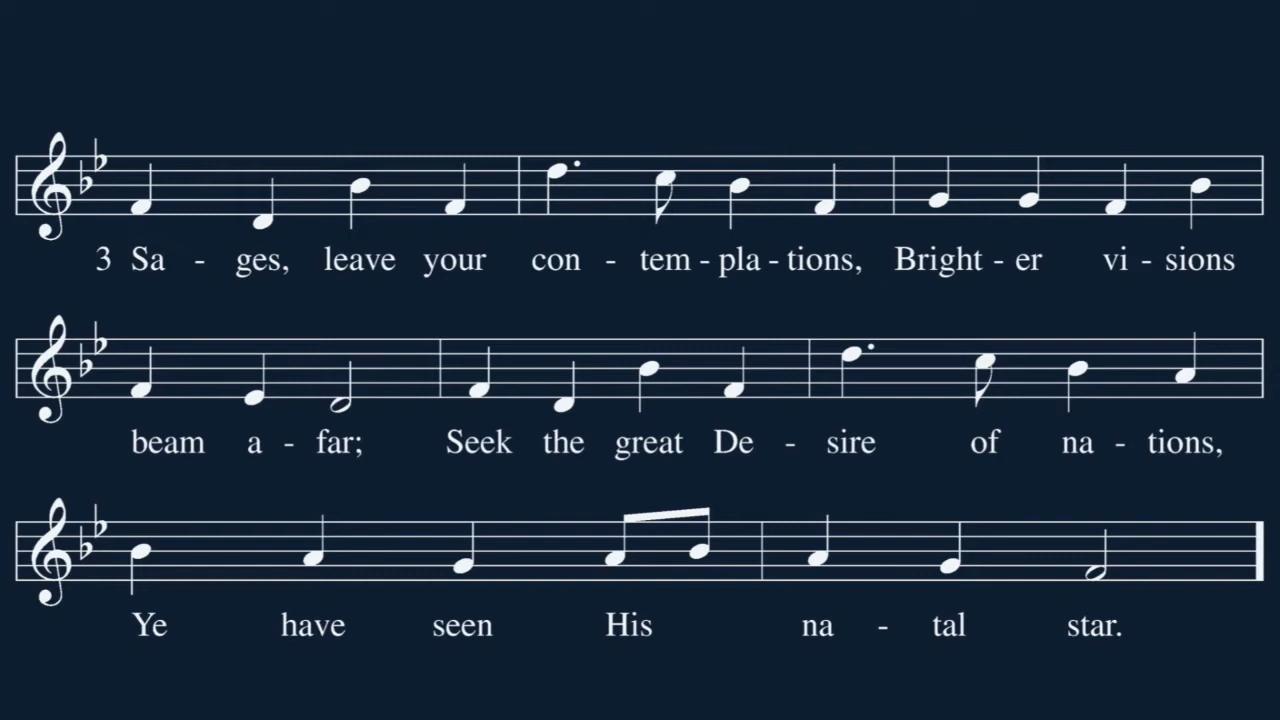 3 Sa - ges, leave your con - tem - pla - tions, Bright - er vi - sions
beam a - far; Seek the great De - sire of na - tions,
Ye have seen His na - tal star.